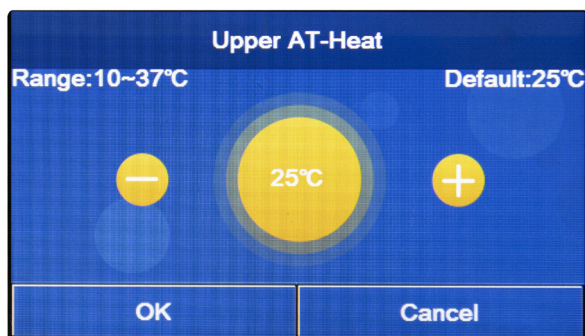 Upper AT-Heat
Range:10~37℃
Default:25℃
25℃
OK
Cancel